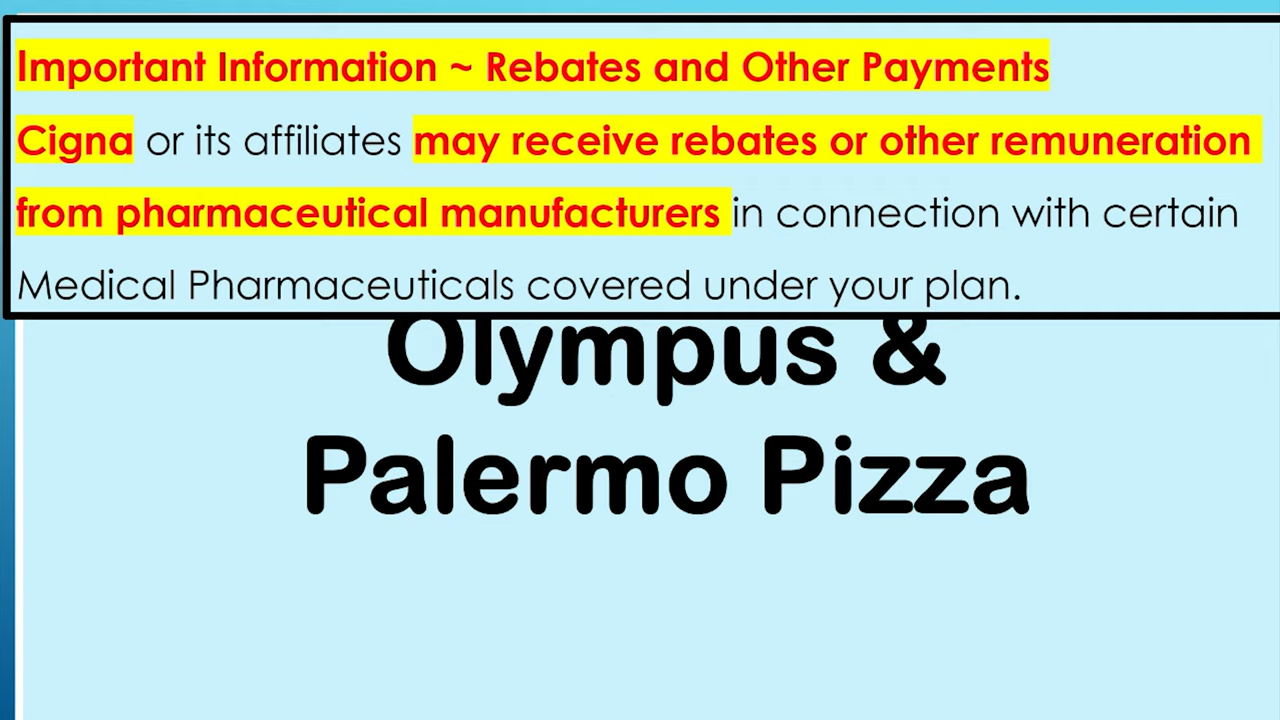 Important Information ~ Rebates and Other Payments
Cigna or its affiliates may receive rebates or other remuneration
from pharmaceutical manufacturers in connection with certain
Medical Pharmaceuticals covered under your plan.
Olympus &
Palermo Pizza